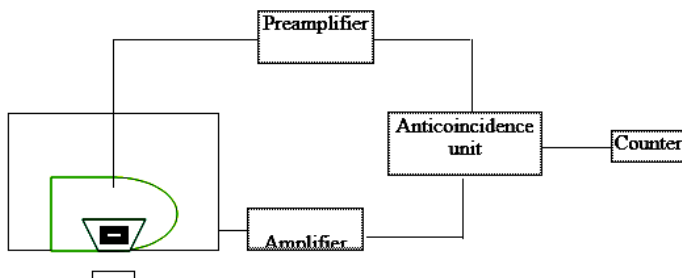 Preamplifier
Anticoincidence
unit
Counter
Amplifier